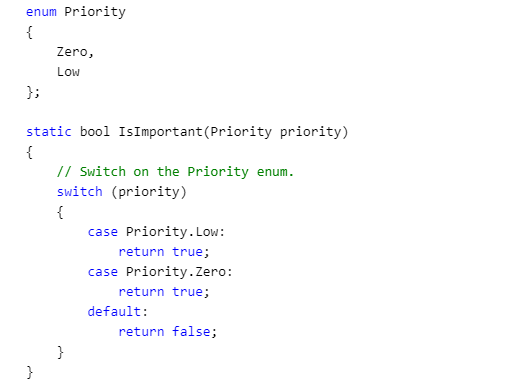 enum Priority
{
    Zero,
    Low
};

static bool IsImportant(Priority priority)
{
    // Switch on the Priority enum.
    switch (priority)
    {
        case Priority.Low:
            return true;
        case Priority.Zero:
            return true;
        default:
            return false;
    }
}